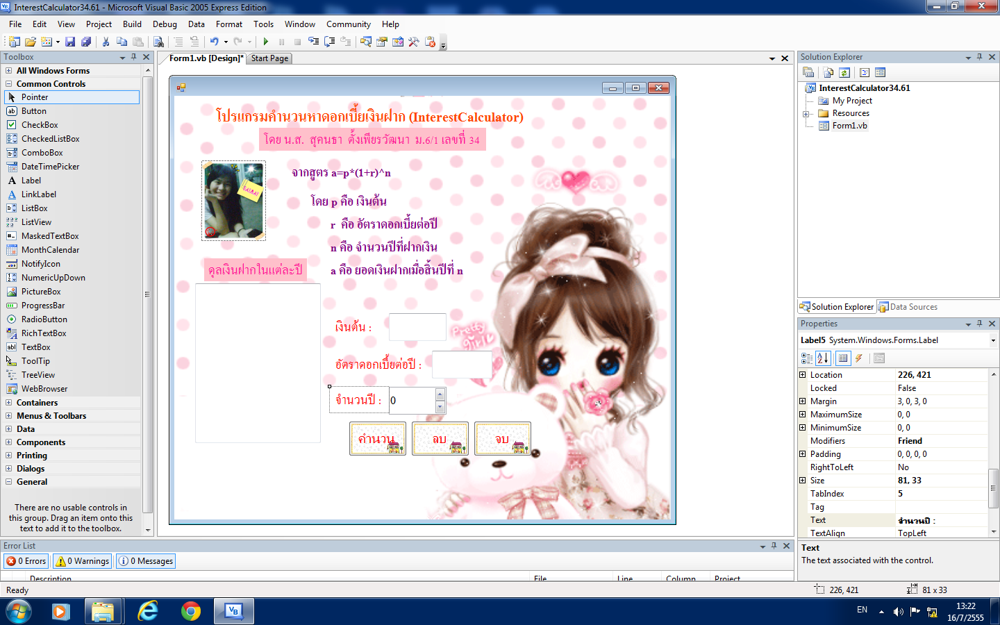 InterestCalculator34.61 - Microsoft Visual Basic 2005 Express Edition
File Edit View Project Build Debug Data Format Tools Window Community Help
Toolbox
All Windows Forms
Common Controls
Pointer
Button
CheckBox
CheckedListBox
ComboBox
DateTimePicker
Label
LinkLabel
ListBox
ListView
MaskedTextBox
MonthCalendar
NotifyIcon
NumericUpDown
PictureBox
ProgressBar
RadioButton
RichTextBox
TextBox
ToolTip
TreeView
WebBrowser
Containers
Menus & Toolbars
Data
Components
Printing
Dialogs
General
There are no usable controls in
this group. Drag an item onto this
text to add it to the toolbox.
Form1.vb [Design]* Start Page
โปรแกรมคำนวนหาดอกเบี้ยเงินฝาก (InterestCalculator)
โดย น.ส. สุคนธา ตั้งเพียรวัฒนา ม.6/1 เลขที่ 34
จากสูตร a=p*(1+r)^n
โดย p คือ เงินต้น
r คือ อัตราดอกเบี้ยต่อปี
n คือ จำนวนปีที่ฝากเงิน
a คือ ยอดเงินฝากเมื่อสิ้นปีที่ n
ดุลเงินฝากในแต่ละปี
เงินต้น :
อัตราดอกเบี้ยต่อปี :
จำนวนปี : 0
คำนวน ลบ จบ
Pretty
girl
Solution Explorer
InterestCalculator34.61
My Project
Resources
Form1.vb
Solution Explorer Data Sources
Properties
Label5 System.Windows.Forms.Label
Location 226, 421
Locked False
Margin 3, 0, 3, 0
MaximumSize 0, 0
MinimumSize 0, 0
Modifiers Friend
Padding 0, 0, 0, 0
RightToLeft No
Size 81, 33
TabIndex 5
Tag
Text จำนวนปี :
TextAlign TopLeft
Text
The text associated with the control.
Error List
0 Errors 0 Warnings 0 Messages
Description File Line Column Project
Ready 226, 421 81 x 33
EN 13:22
16/7/2555